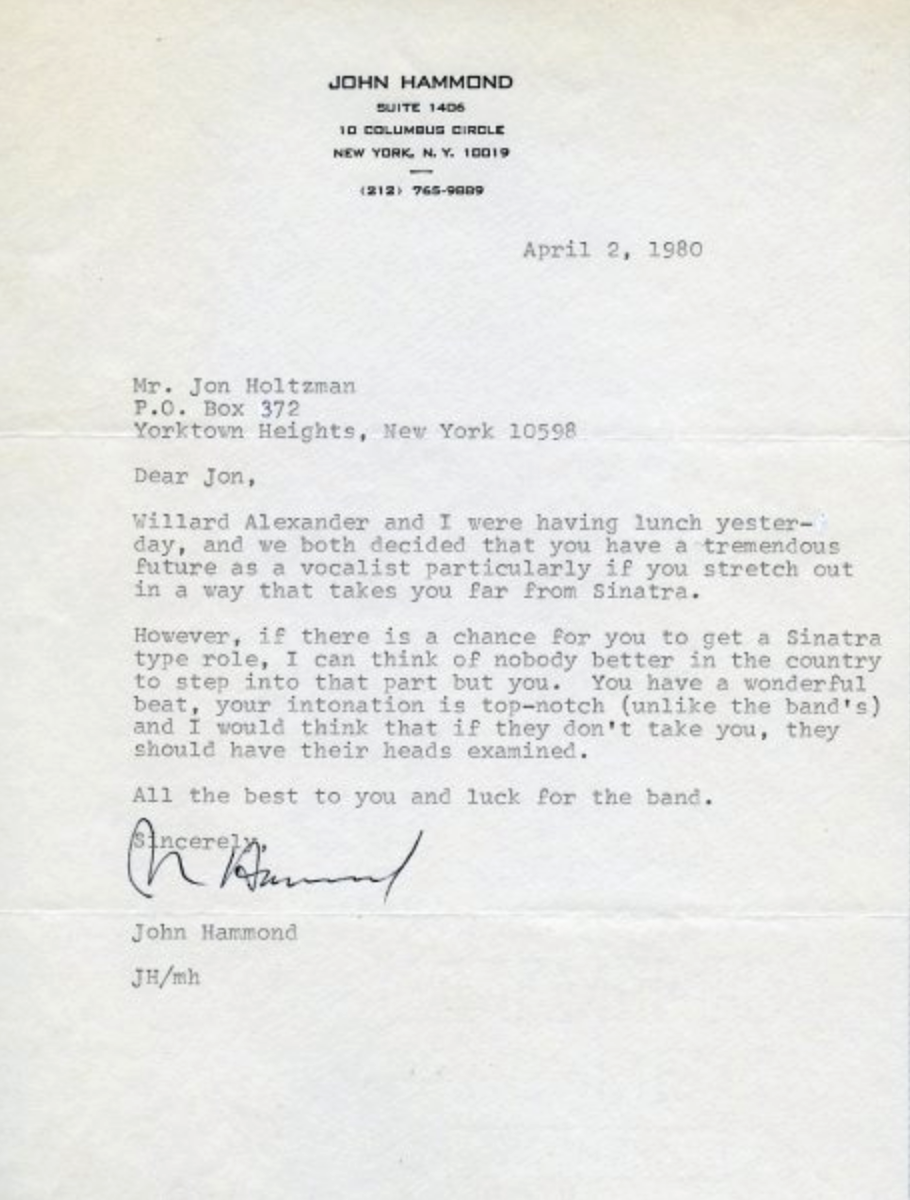 JOHN HAMMOND
SUITE 1406
10 COLUMBUS CIRCLE
NEW YORK, N. Y. 10019
(212) 765-9889
April 2, 1980
Mr. Jon Holtzman
P.O. Box 372
Yorktown Heights, New York 10598
Dear Jon,
Willard Alexander and I were having lunch yester-
day, and we both decided that you have a tremendous
future as a vocalist particularly if you stretch out
in a way that takes you far from Sinatra.
However, if there is a chance for you to get a Sinatra
type role, I can think of nobody better in the country
to step into that part but you. You have a wonderful
beat, your intonation is top-notch (unlike the band's)
and I would think that if they don't take you, they
should have their heads examined.
All the best to you and luck for the band.
Sincerely,
Jn Hammond
John Hammond
JH/mh